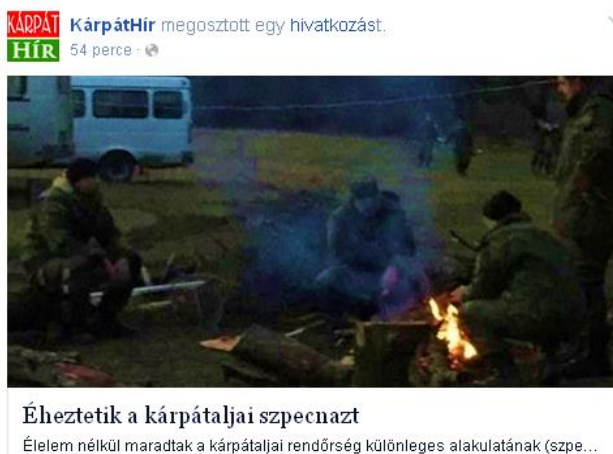 KÁRPÁT
HÍR
KárpátHír megosztott egy hivatkozást.
54 perce ·
Éheztetik a kárpátaljai szpecnazt
Élelem nélkül maradtak a kárpátaljai rendőrség különleges alakulatának (szpe...